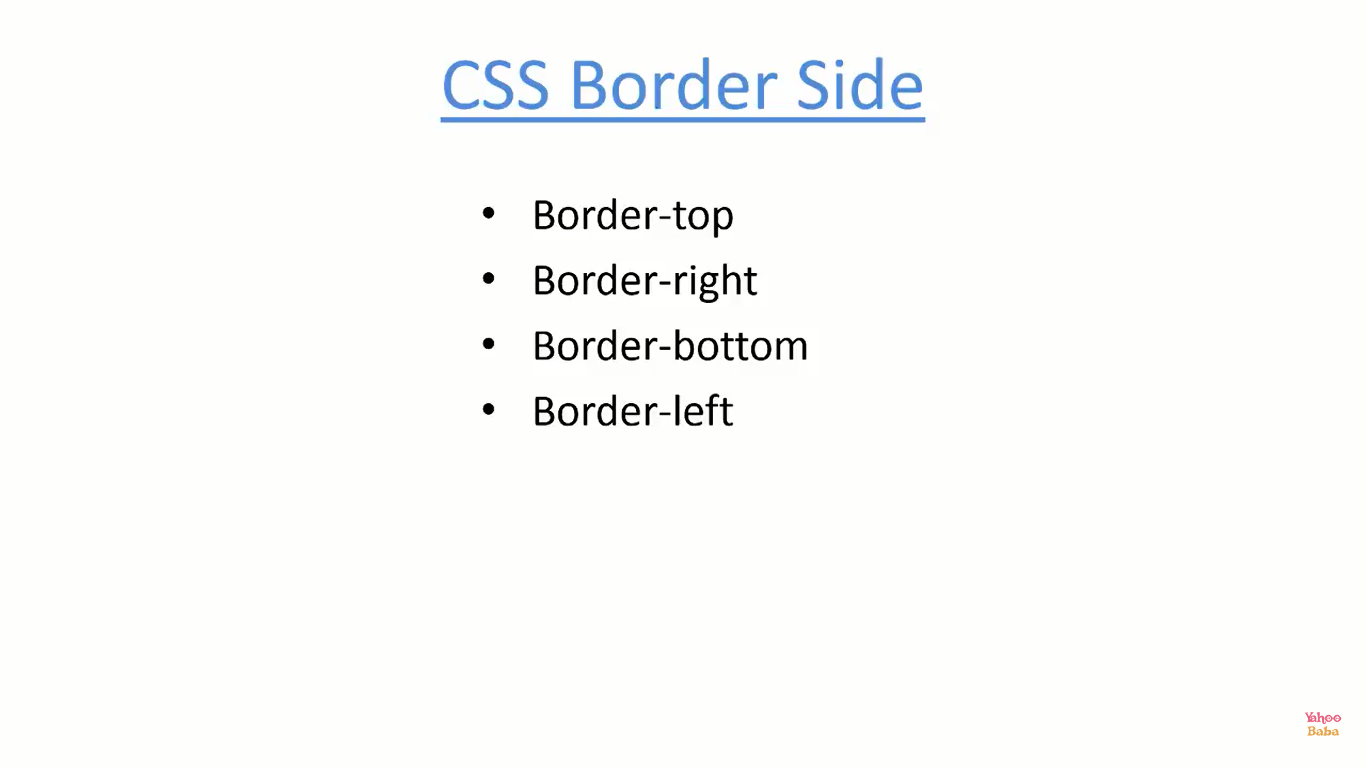 CSS Border Side
• Border-top
• Border-right
• Border-bottom
• Border-left
Yahoo
Baba